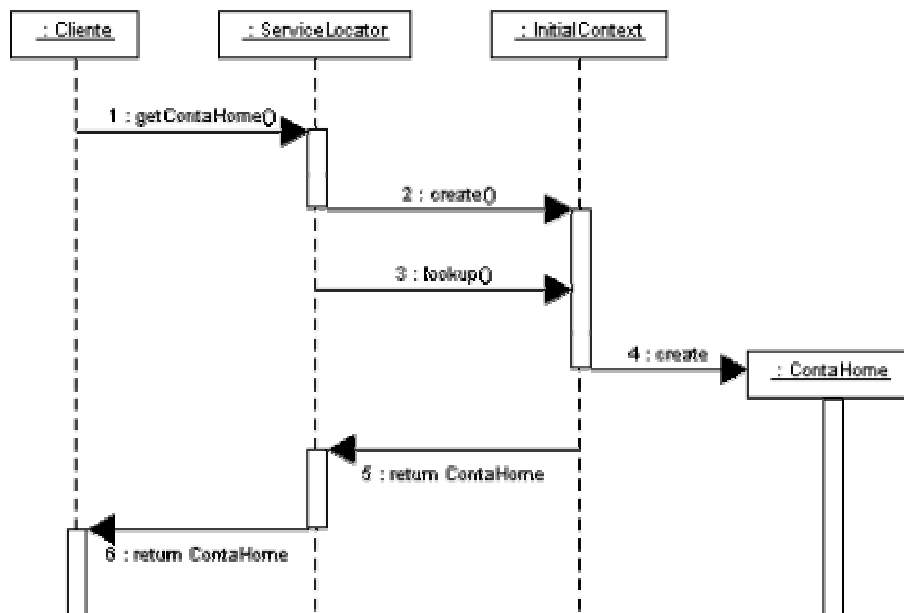 : Cliente
: ServiceLocator
: InitialContext
1 : getContaHome()
2 : create()
3 : lookup()
4 : create
: ContaHome
5 : return ContaHome
6 : return ContaHome